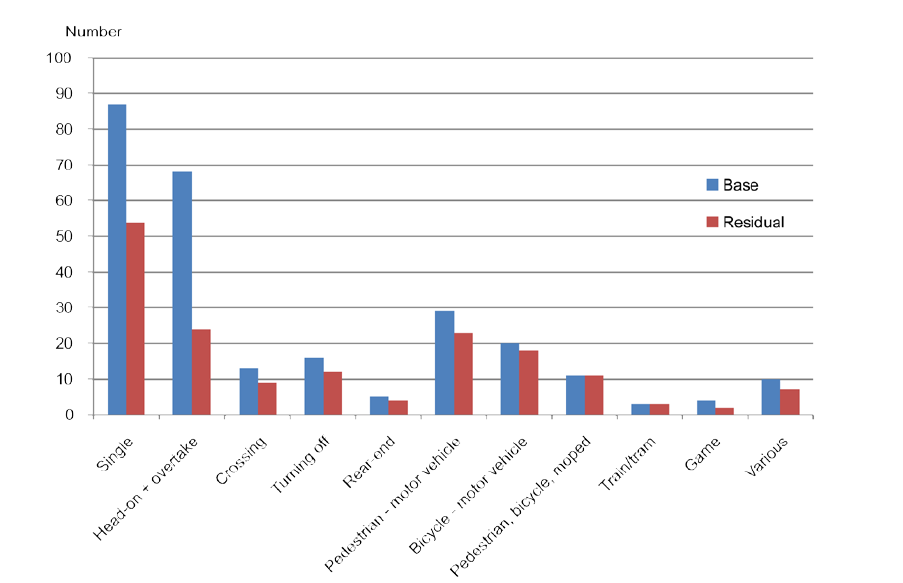 Number
100
90
80
70
60
50
40
30
20
10
0
Base
Residual
Single
Head-on + overtake
Crossing
Turning off
Rear-end
Pedestrian - motor vehicle
Bicycle - motor vehicle
Pedestrian, bicycle, moped
Train/tram
Game
Various